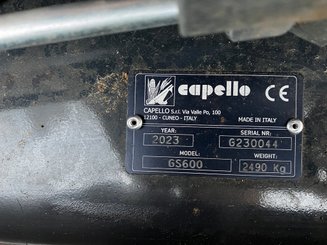 capello CE
CAPELLO S.r.l. Via Valle Po, 100
12100 - CUNEO - ITALY MADE IN ITALY
YEAR: SERIAL NR:
2023 G230044
MODEL: WEIGHT:
GS600 2490 Kg